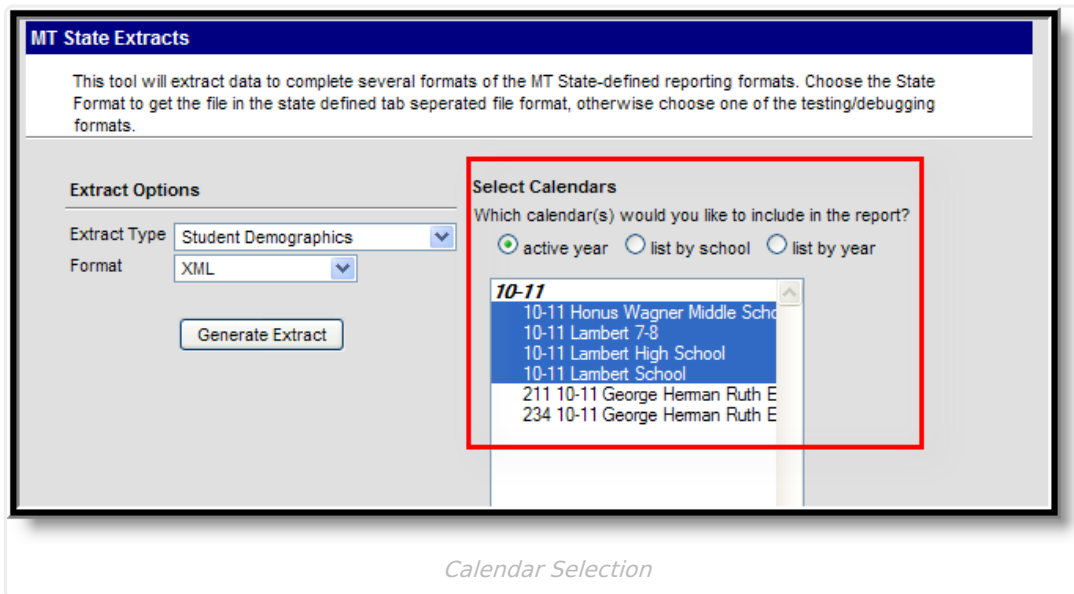 MT State Extracts
This tool will extract data to complete several formats of the MT State-defined reporting formats. Choose the State
Format to get the file in the state defined tab seperated file format, otherwise choose one of the testing/debugging
formats.
Extract Options
Extract Type Student Demographics
Format XML
Generate Extract
Select Calendars
Which calendar(s) would you like to include in the report?
active year list by school list by year
10-11
10-11 Honus Wagner Middle Scho
10-11 Lambert 7-8
10-11 Lambert High School
10-11 Lambert School
211 10-11 George Herman Ruth E
234 10-11 George Herman Ruth E
Calendar Selection